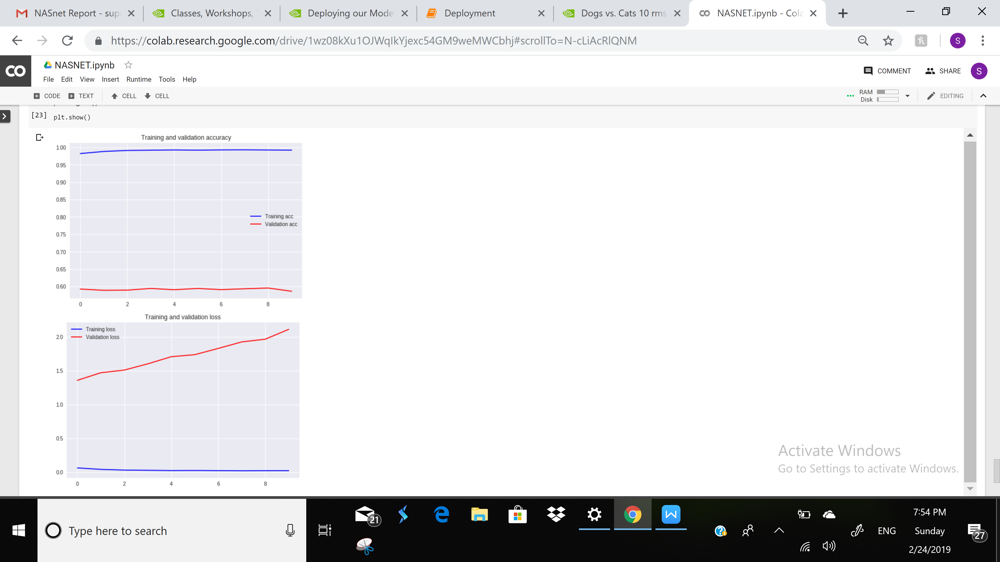 NASnet Report - sup
Classes, Workshops,
Deploying our Mode
Deployment
Dogs vs. Cats 10 rms
NASNET.ipynb - Cola
https://colab.research.google.com/drive/1wz08kXu1OJWqIkYjexc54GM9weMWCbhj#scrollTo=N-cLiAcRlQNM
S
NASNET.ipynb
COMMENT
SHARE
S
File Edit View Insert Runtime Tools Help
CODE TEXT CELL CELL
RAM
Disk
EDITING
[23] plt.show()
Training and validation accuracy
1.00
0.95
0.90
0.85
0.80
0.75
0.70
0.65
0.60
Training acc
Validation acc
0 2 4 6 8
Training and validation loss
Training loss
Validation loss
2.0
1.5
1.0
0.5
0.0
0 2 4 6 8
Activate Windows
Go to Settings to activate Windows.
Type here to search
21
7:54 PM
ENG
Sunday
27
2/24/2019